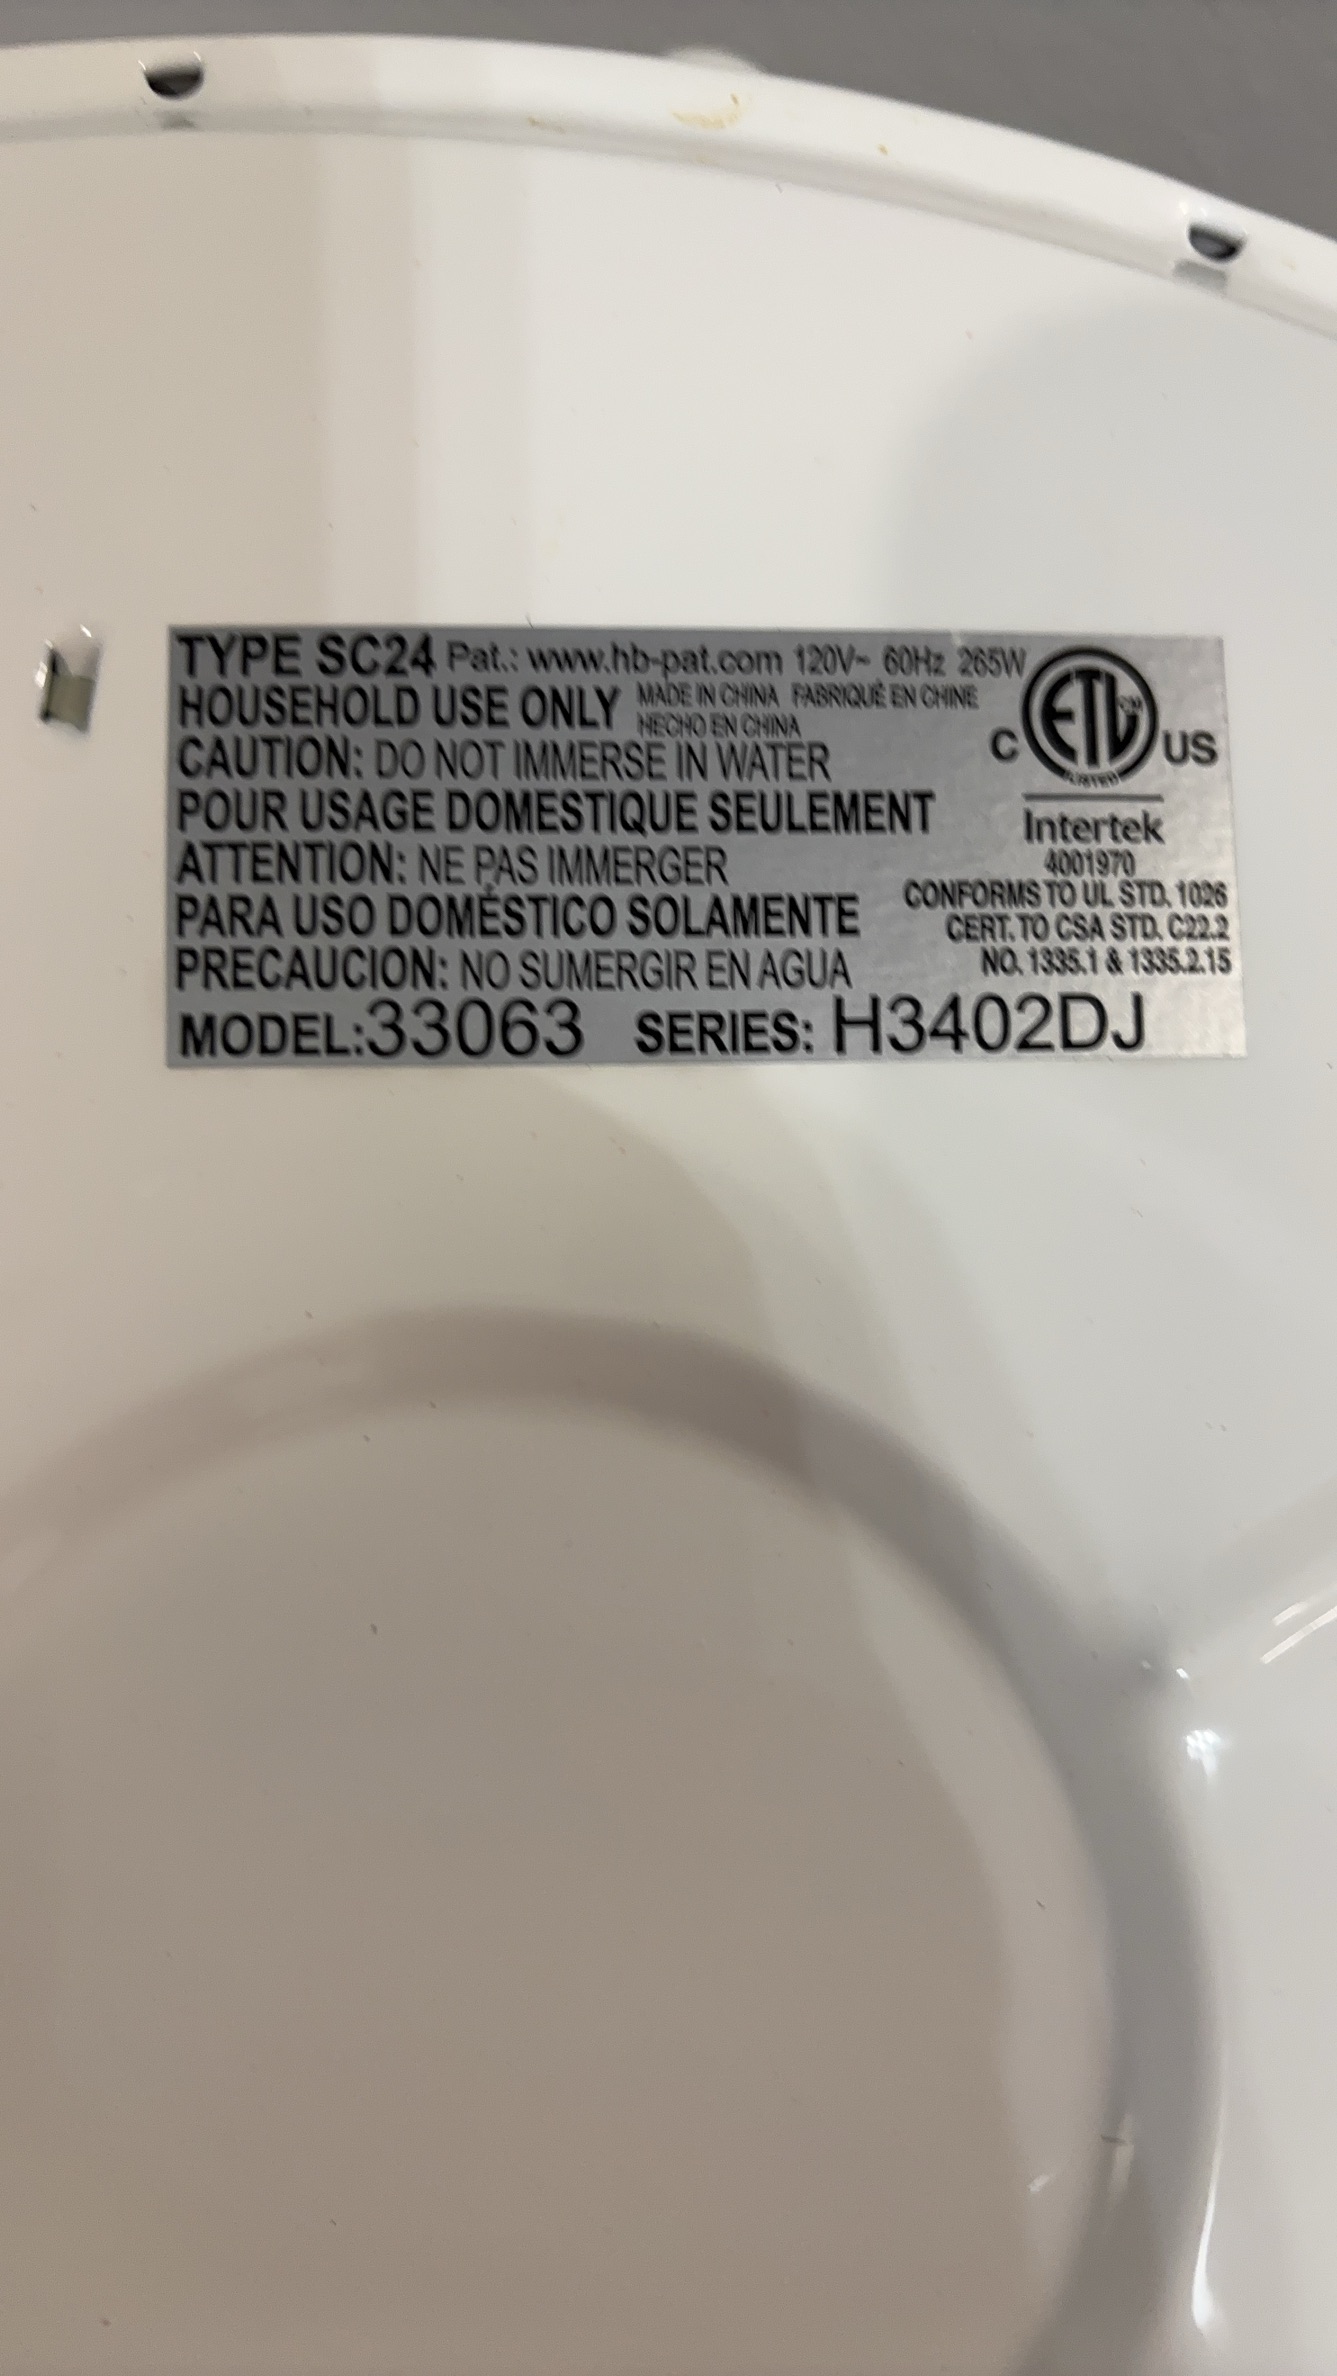 TYPE SC24 Pat.: www.hb-pat.com 120V~ 60Hz 265W
HOUSEHOLD USE ONLY MADE IN CHINA FABRIQUÉ EN CHINE
HECHO EN CHINA
CAUTION: DO NOT IMMERSE IN WATER
POUR USAGE DOMESTIQUE SEULEMENT
ATTENTION: NE PAS IMMERGER
PARA USO DOMÉSTICO SOLAMENTE
PRECAUCION: NO SUMERGIR EN AGUA
MODEL:33063 SERIES: H3402DJ
C ETL CM US
LISTED
Intertek
4001970
CONFORMS TO UL STD. 1026
CERT. TO CSA STD. C22.2
NO. 1335.1 & 1335.2.15